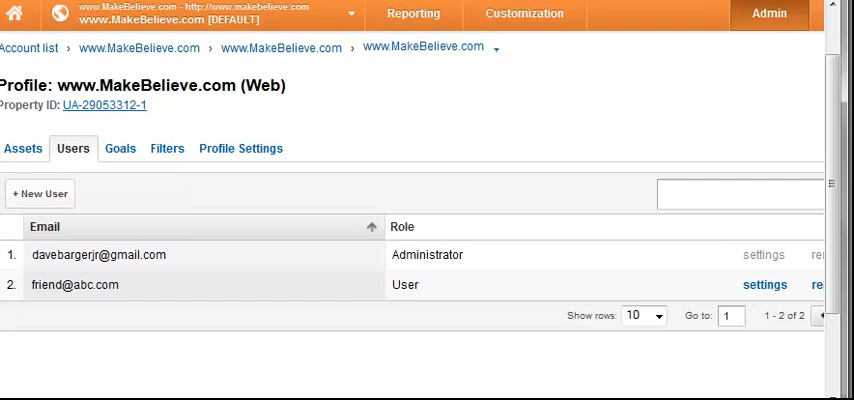 www.MakeBelieve.com - http://www.makebelieve.com
www.MakeBelieve.com [DEFAULT]
Reporting
Customization
Admin
Account list › www.MakeBelieve.com › www.MakeBelieve.com › www.MakeBelieve.com
Profile: www.MakeBelieve.com (Web)
Property ID: UA-29053312-1
Assets Users Goals Filters Profile Settings
+ New User
Email Role
1. davebargerjr@gmail.com Administrator settings re
2. friend@abc.com User settings re
Show rows: 10 Go to: 1 1 - 2 of 2